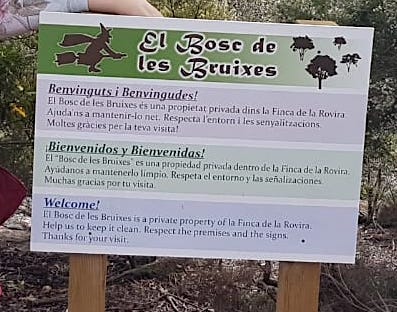 El Bosc de
les Bruixes
Benvinguts i Benvingudes!
El Bosc de les Bruixes és una propietat privada dins la Finca de la Rovira.
Ajuda'ns a mantenir-lo net. Respecta l'entorn i les senyalitzacions.
Moltes gràcies per la teva visita!
¡Bienvenidos y Bienvenidas!
El "Bosc de les Bruixes" es una propiedad privada dentro de la Finca de la Rovira.
Ayúdanos a mantenerlo limpio. Respeta el entorno y las señalizaciones.
Muchas gracias por tu visita.
Welcome!
El Bosc de les Bruixes is a private property of la Finca de la Rovira.
Help us to keep it clean. Respect the premises and the signs.
Thanks for your visit.